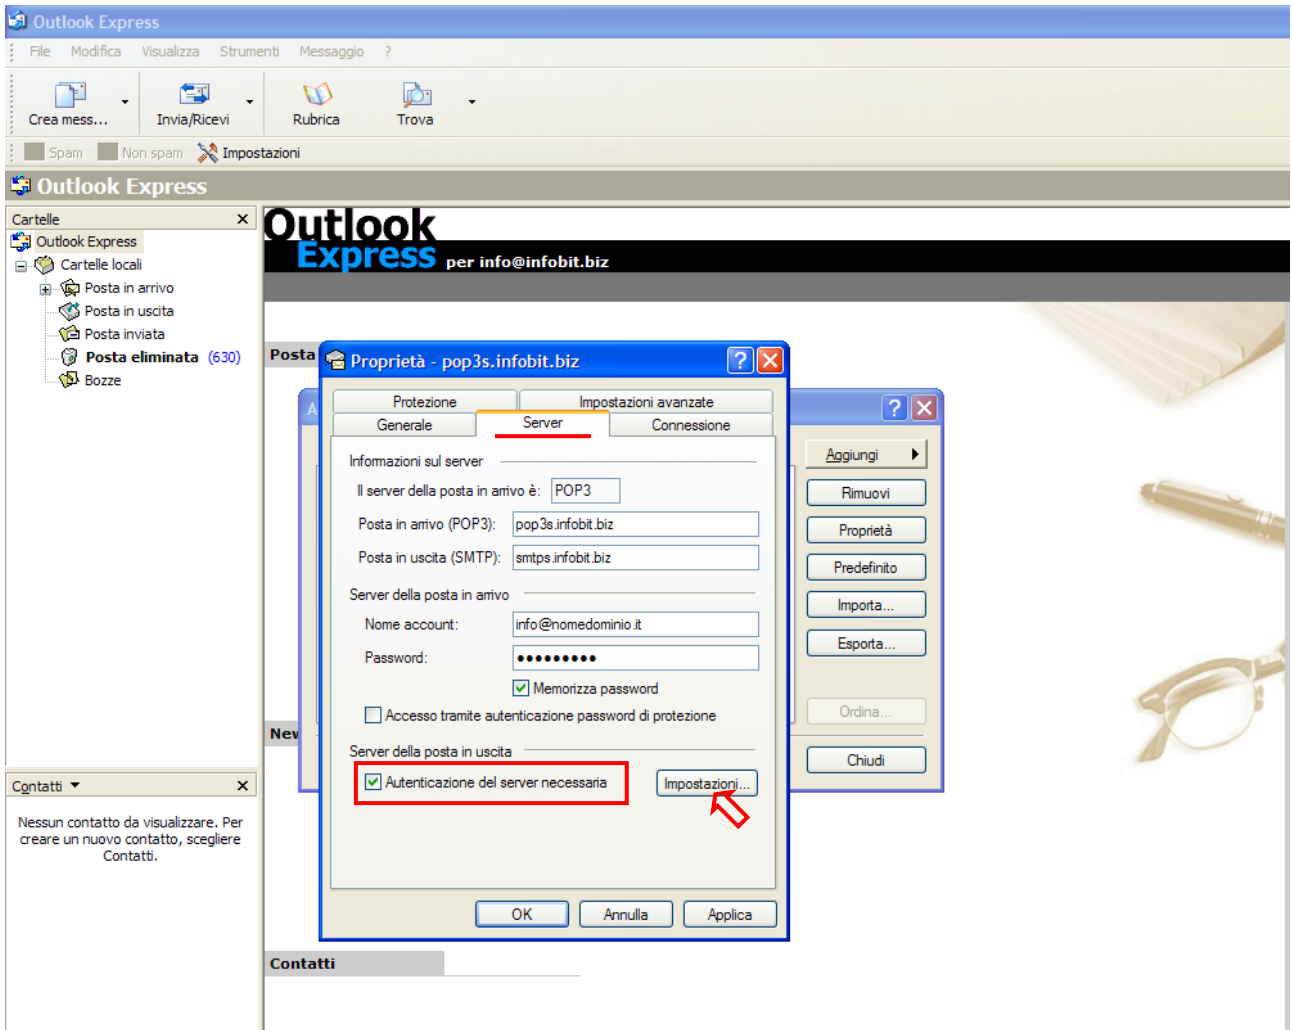 Outlook Express
File Modifica Visualizza Strumenti Messaggio ?
Crea mess... Invia/Ricevi Rubrica Trova
Spam Non spam Impostazioni
Outlook Express
Cartelle
Outlook Express
Cartelle locali
Posta in arrivo
Posta in uscita
Posta inviata
Posta eliminata (630)
Bozze
Outlook
Express per info@infobit.biz
Posta
Proprietà - pop3s.infobit.biz
Protezione Impostazioni avanzate
Generale Server Connessione
Informazioni sul server
Il server della posta in arrivo è: POP3
Posta in arrivo (POP3): pop3s.infobit.biz
Posta in uscita (SMTP): smtps.infobit.biz
Server della posta in arrivo
Nome account: info@nomedominio.it
Password: •••••••••
Memorizza password
Accesso tramite autenticazione password di protezione
Server della posta in uscita
Autenticazione del server necessaria Impostazioni...
OK Annulla Applica
A
Aggiungi
Rimuovi
Proprietà
Predefinito
Importa...
Esporta...
Ordina...
Chiudi
New
Contatti
Nessun contatto da visualizzare. Per
creare un nuovo contatto, scegliere
Contatti.
Contatti